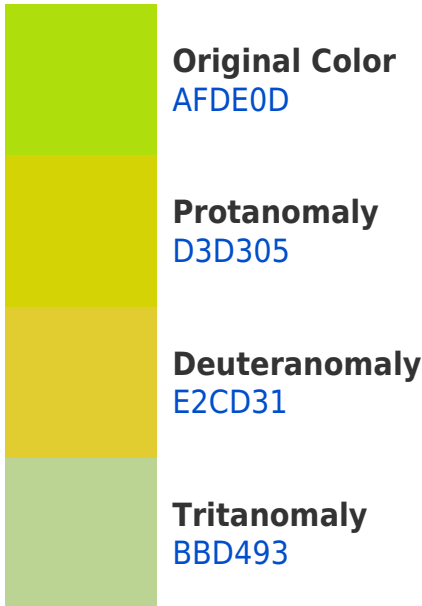 Original Color
AFDE0D
Protanomaly
D3D305
Deuteranomaly
E2CD31
Tritanomaly
BBD493